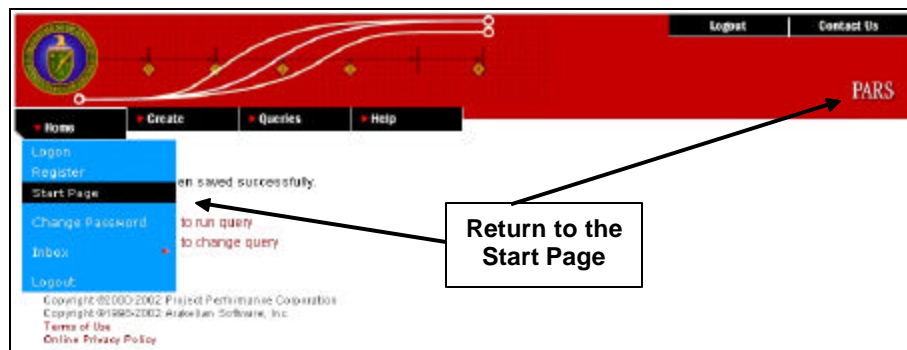 Logout Contact Us
PARS
Home Create Queries Help
Logon
Register
Start Page
en saved successfully.
Change Password
to run query
to change query
Inbox
Logout
Return to the
Start Page
Copyright ©2000-2002 Project Performance Corporation
Copyright ©1998-2002 Arakelian Software, Inc.
Terms of Use
Online Privacy Policy